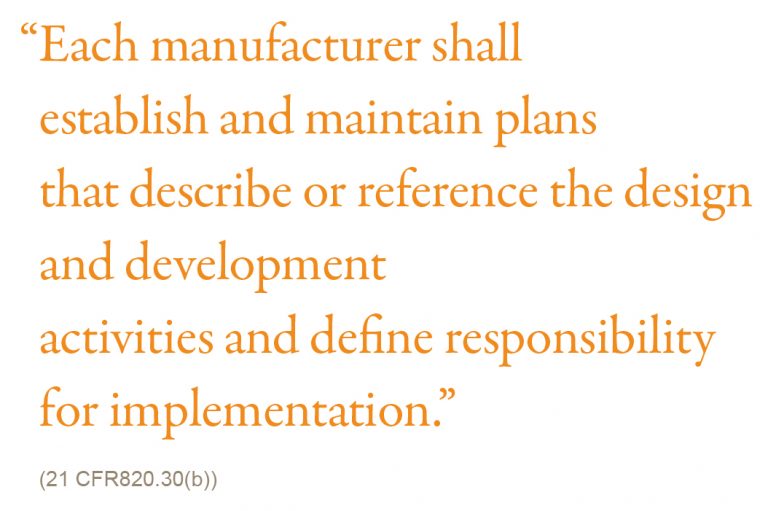 “Each manufacturer shall
establish and maintain plans
that describe or reference the design
and development
activities and define responsibility
for implementation.”
(21 CFR820.30(b))